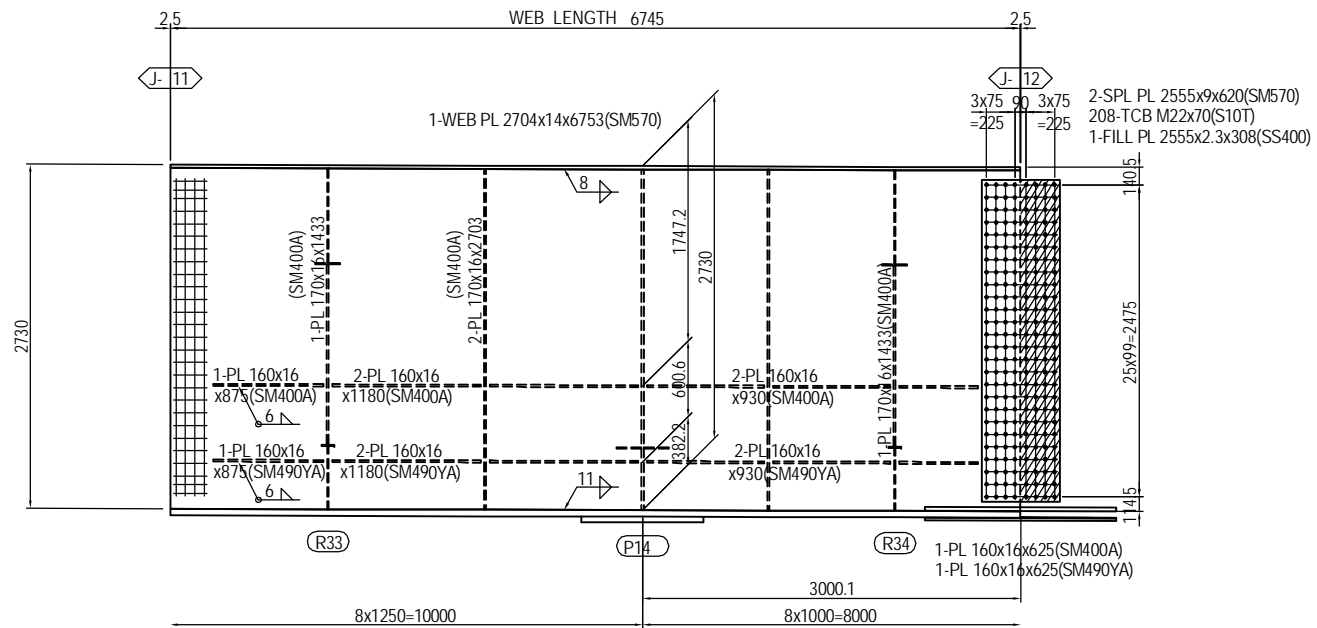 2.5
WEB LENGTH 6745
2.5
J- 11
J- 12
1-WEB PL 2704x14x6753(SM570)
3x75
=225
90
3x75
=225
2-SPL PL 2555x9x620(SM570)
208-TCB M22x70(S10T)
1-FILL PL 2555x2.3x308(SS400)
8
140.5
2730
1-PL 170x16x1433
(SM400A)
2-PL 170x16x2703
(SM400A)
1747.2
2730
1-PL 170x16x1433(SM400A)
25x99=2475
1-PL 160x16
x875(SM400A)
2-PL 160x16
x1180(SM400A)
600.6
2-PL 160x16
x930(SM400A)
6
1-PL 160x16
x875(SM490YA)
2-PL 160x16
x1180(SM490YA)
382.2
2-PL 160x16
x930(SM490YA)
6
11
114.5
R33
P14
R34
1-PL 160x16x625(SM400A)
1-PL 160x16x625(SM490YA)
3000.1
8x1250=10000
8x1000=8000